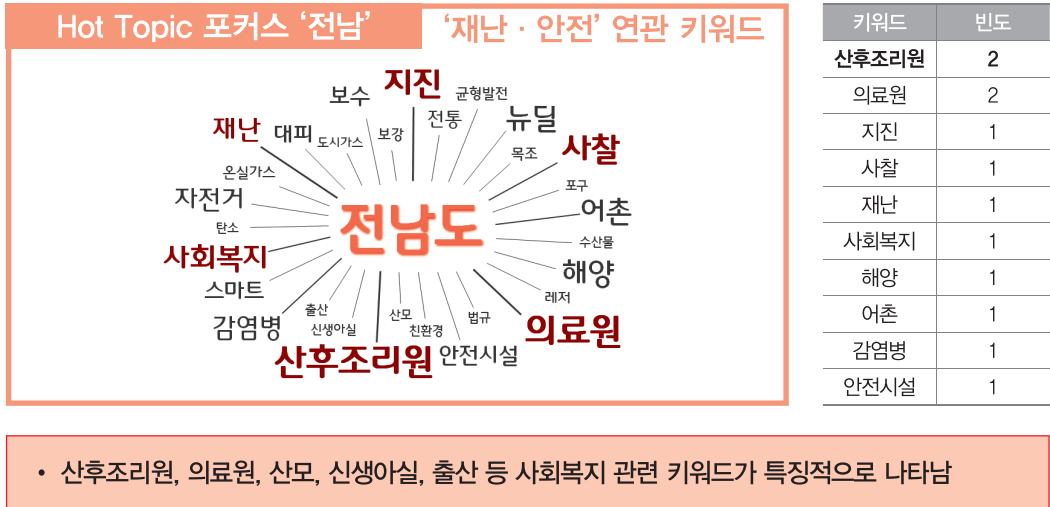 Hot Topic 포커스 ‘전남’
‘재난 · 안전’ 연관 키워드
지진
보수
균형발전
전통
뉴딜
재난
대피
도시가스
보강
목조
사찰
온실가스
자전거
포구
어촌
전남도
탄소
수산물
사회복지
해양
스마트
레저
출산
산모
법규
감염병
신생아실
친환경
의료원
산후조리원
안전시설
키워드 빈도
산후조리원 2
의료원 2
지진 1
사찰 1
재난 1
사회복지 1
해양 1
어촌 1
감염병 1
안전시설 1
• 산후조리원, 의료원, 산모, 신생아실, 출산 등 사회복지 관련 키워드가 특징적으로 나타남